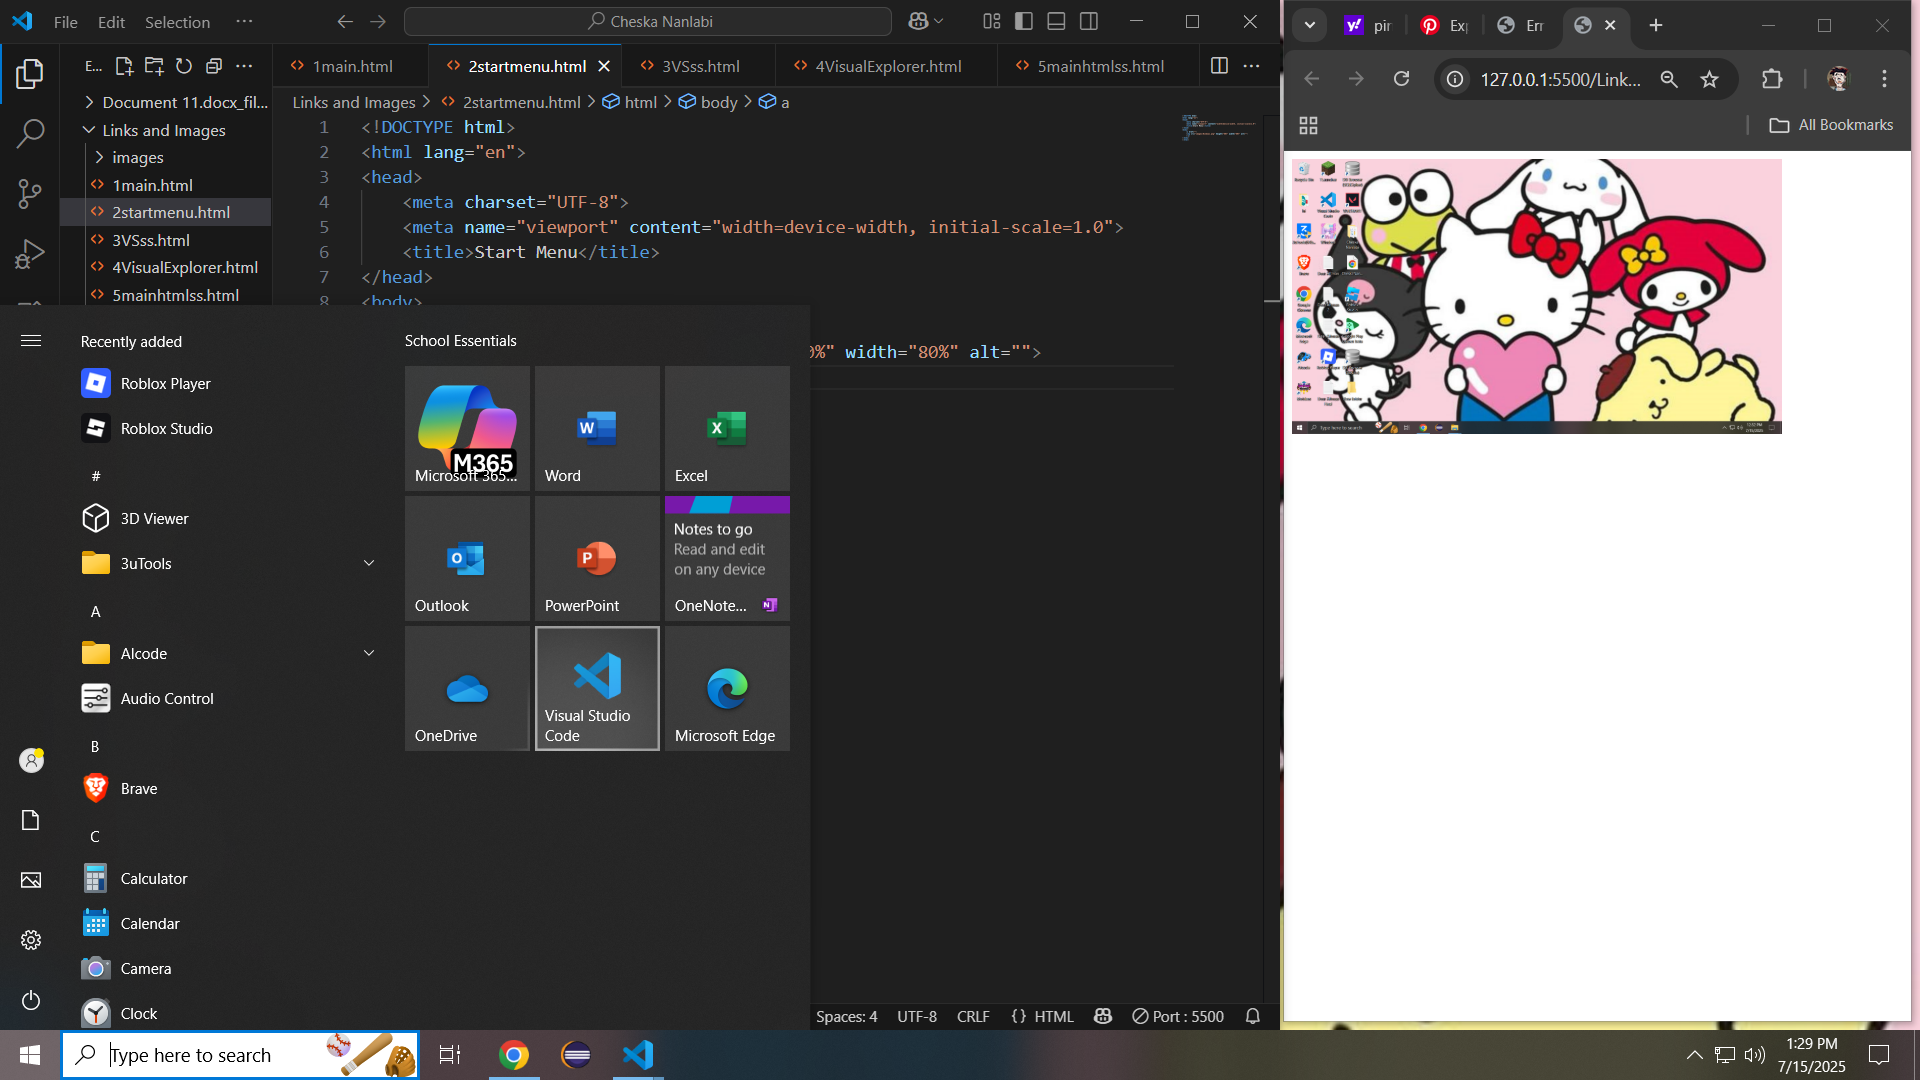 File Edit Selection ···
Cheska Nanlabi
E... ···
1main.html
2startmenu.html
3VSss.html
4VisualExplorer.html
5mainhtmlss.html
Document 11.docx_fil...
Links and Images
images
1main.html
2startmenu.html
3VSss.html
4VisualExplorer.html
5mainhtmlss.html
Links and Images > 2startmenu.html > html > body > a
1 <!DOCTYPE html>
2 <html lang="en">
3 <head>
4 <meta charset="UTF-8">
5 <meta name="viewport" content="width=device-width, initial-scale=1.0">
6 <title>Start Menu</title>
7 </head>
8 <body>
0%" width="80%" alt="">
Recently added
Roblox Player
Roblox Studio
#
3D Viewer
3uTools
A
Alcode
Audio Control
B
Brave
C
Calculator
Calendar
Camera
Clock
School Essentials
M365
Microsoft 365...
Word
Excel
Outlook
PowerPoint
Notes to go
Read and edit
on any device
OneNote...
OneDrive
Visual Studio
Code
Microsoft Edge
Spaces: 4 UTF-8 CRLF {} HTML Port : 5500
pir
Exp
Err
127.0.0.1:5500/Link...
All Bookmarks
Type here to search
1:29 PM
7/15/2025